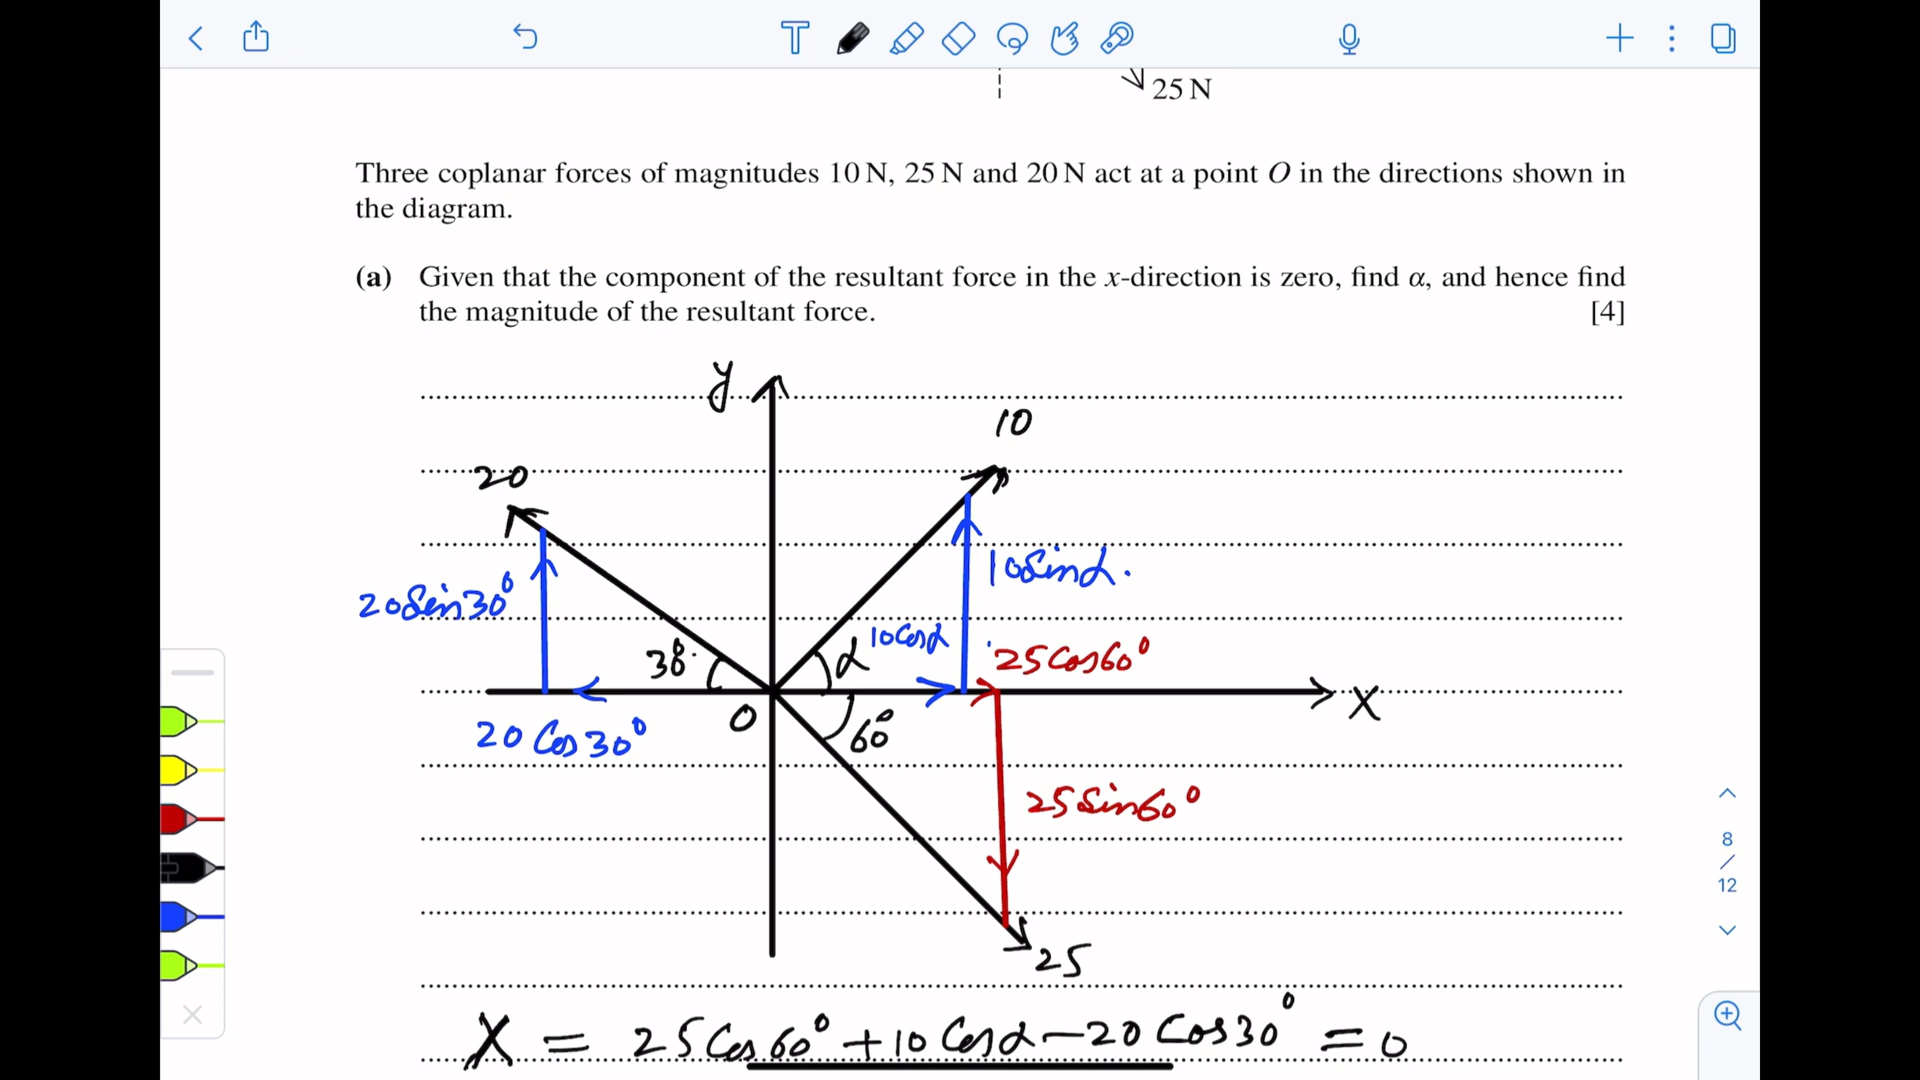 25 N
Three coplanar forces of magnitudes 10 N, 25 N and 20 N act at a point O in the directions shown in
the diagram.
(a) Given that the component of the resultant force in the x-direction is zero, find α, and hence find
the magnitude of the resultant force. [4]
y
10
20
10Sinα.
20Sin30°
10Cosα
30°
α
25Cos60°
X
O
60°
20 Cos30°
25Sin60°
25
X = 25Cos60° + 10Cosα - 20Cos30° = 0
8
/
12